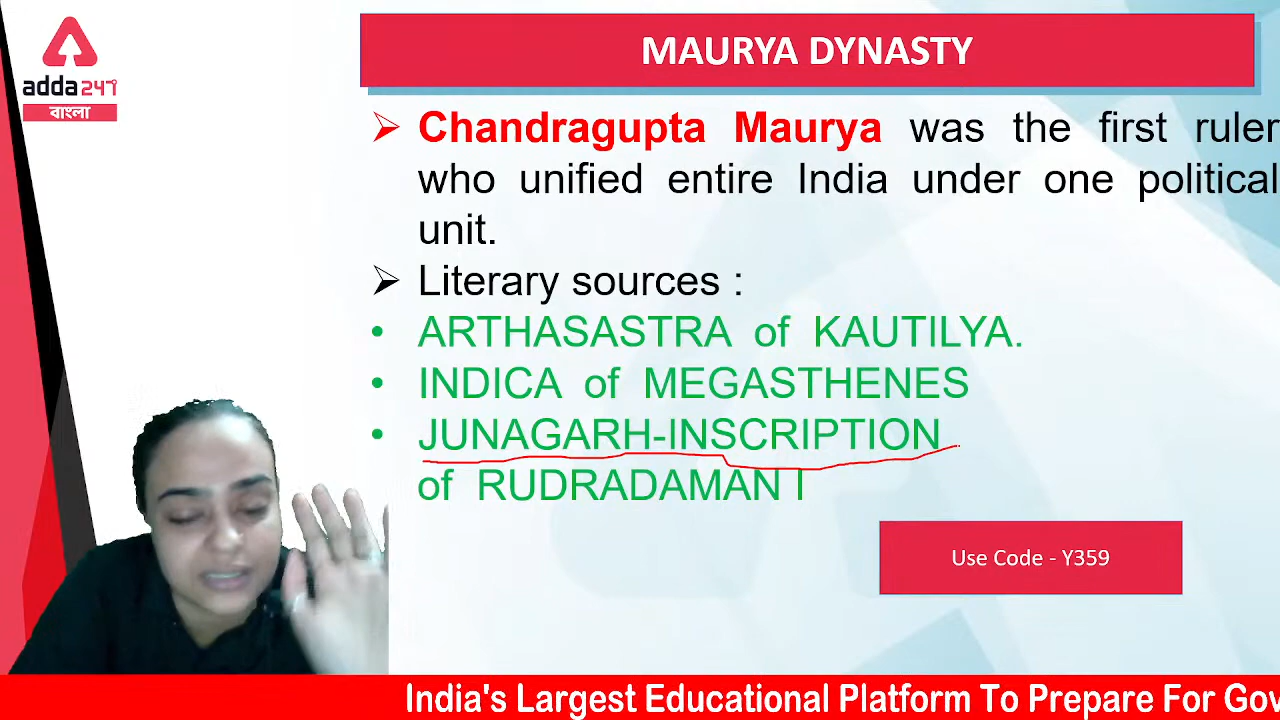 adda247
বাংলা
MAURYA DYNASTY
➢ Chandragupta Maurya was the first ruler
who unified entire India under one political
unit.
➢ Literary sources :
• ARTHASASTRA of KAUTILYA.
• INDICA of MEGASTHENES
• JUNAGARH-INSCRIPTION
of RUDRADAMAN I
Use Code - Y359
India's Largest Educational Platform To Prepare For Gov